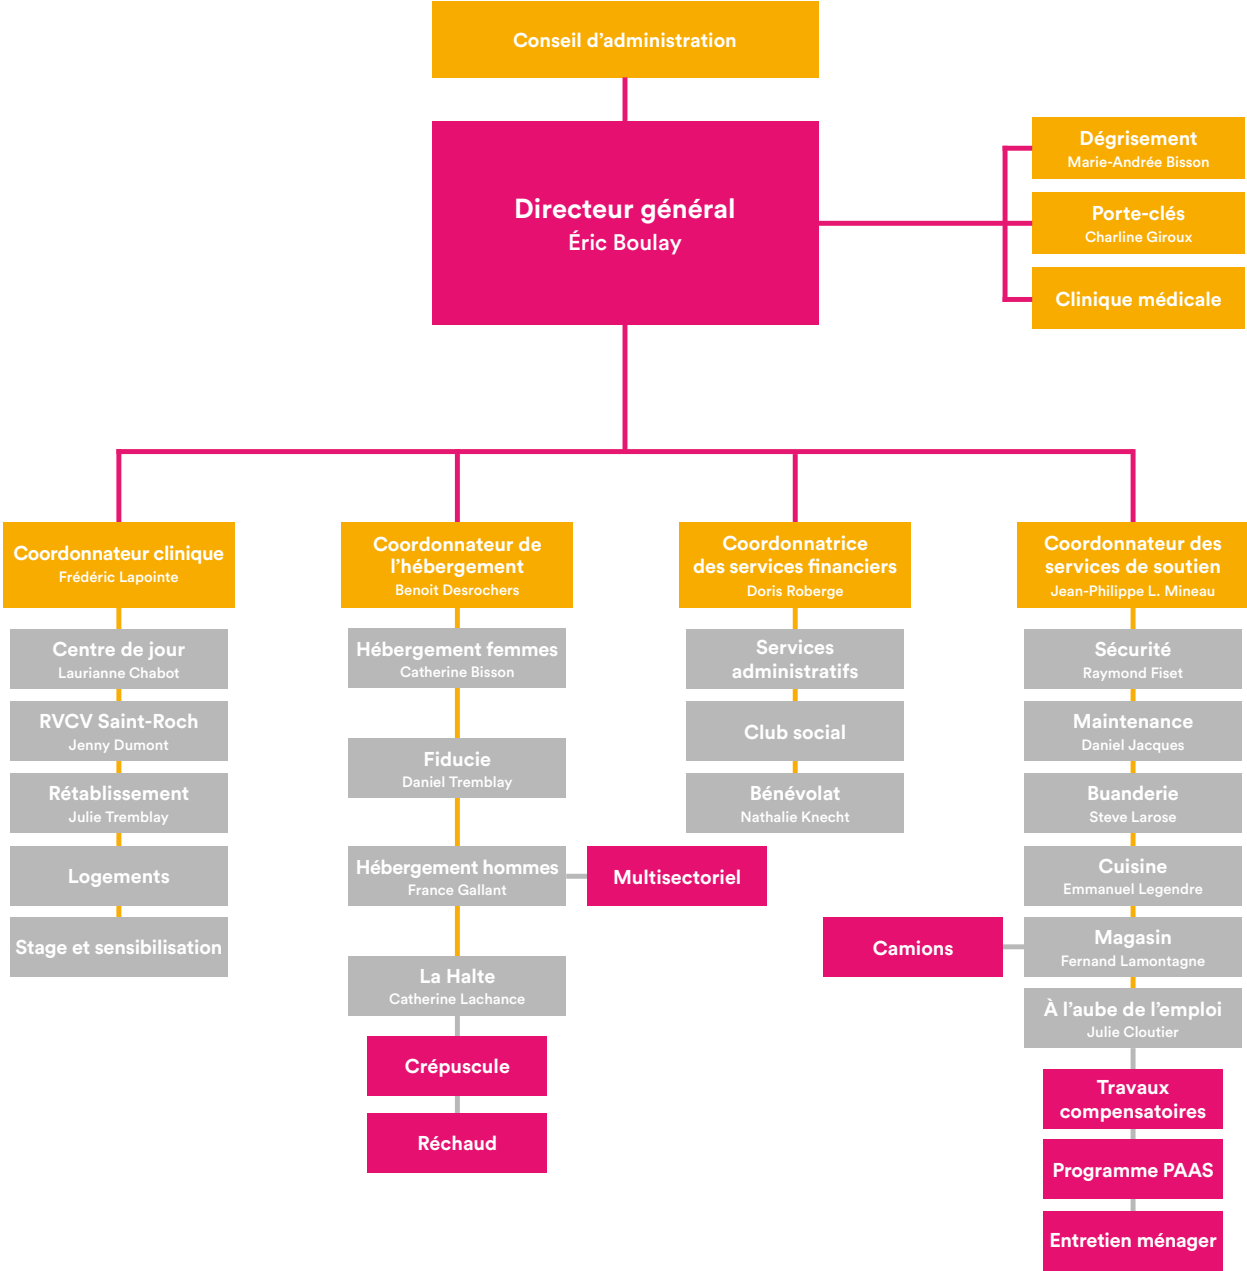 Conseil d’administration
Directeur général
Éric Boulay
Dégrisement
Marie-Andrée Bisson
Porte-clés
Charline Giroux
Clinique médicale
Coordonnateur clinique
Frédéric Lapointe
Centre de jour
Laurianne Chabot
RVCV Saint-Roch
Jenny Dumont
Rétablissement
Julie Tremblay
Logements
Stage et sensibilisation
Coordonnateur de
l’hébergement
Benoit Desrochers
Hébergement femmes
Catherine Bisson
Fiducie
Daniel Tremblay
Hébergement hommes
France Gallant
Multisectoriel
La Halte
Catherine Lachance
Crépuscule
Réchaud
Coordonnatrice
des services financiers
Doris Roberge
Services
administratifs
Club social
Bénévolat
Nathalie Knecht
Coordonnateur des
services de soutien
Jean-Philippe L. Mineau
Sécurité
Raymond Fiset
Maintenance
Daniel Jacques
Buanderie
Steve Larose
Cuisine
Emmanuel Legendre
Magasin
Fernand Lamontagne
Camions
À l’aube de l’emploi
Julie Cloutier
Travaux
compensatoires
Programme PAAS
Entretien ménager